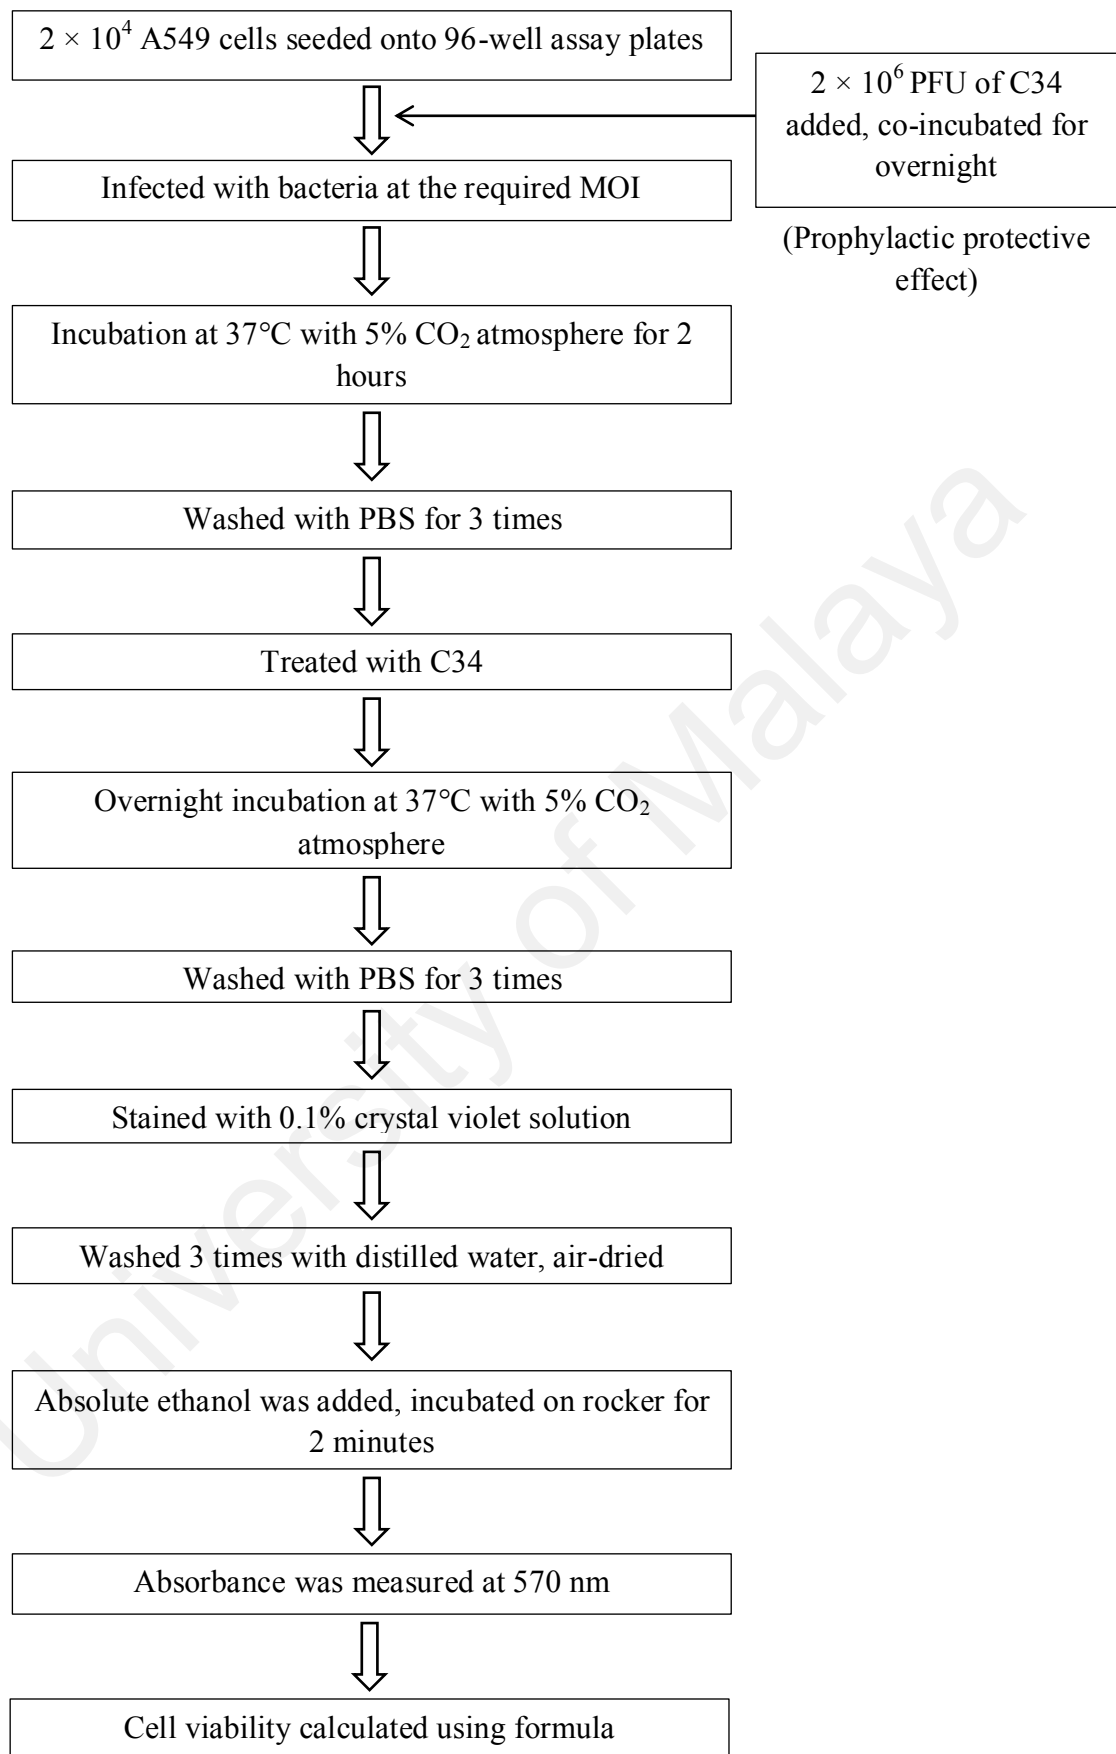 2 × 10⁴ A549 cells seeded onto 96-well assay plates
2 × 10⁶ PFU of C34
added, co-incubated for
overnight
(Prophylactic protective
effect)
Infected with bacteria at the required MOI
Incubation at 37°C with 5% CO₂ atmosphere for 2
hours
Washed with PBS for 3 times
Treated with C34
Overnight incubation at 37°C with 5% CO₂
atmosphere
Washed with PBS for 3 times
Stained with 0.1% crystal violet solution
Washed 3 times with distilled water, air-dried
Absolute ethanol was added, incubated on rocker for
2 minutes
Absorbance was measured at 570 nm
Cell viability calculated using formula
University of Malaya